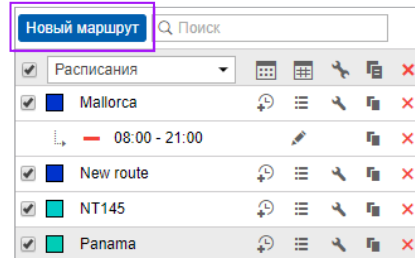 Новый маршрут Поиск
Расписания
Mallorca
08:00 - 21:00
New route
NT145
Panama